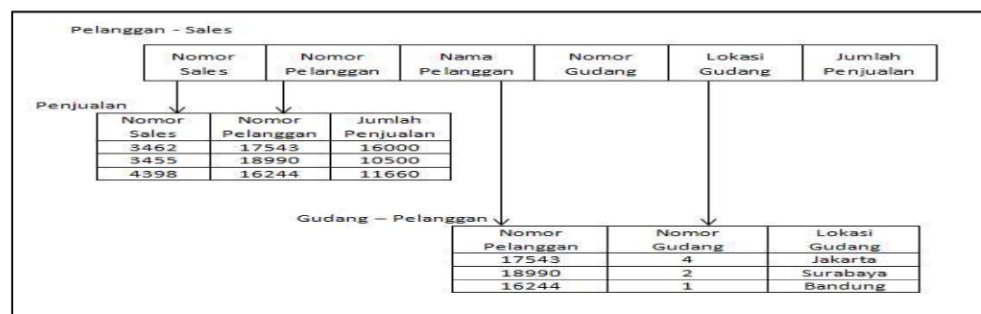 Pelanggan - Sales
Nomor Nomor Nama Nomor Lokasi Jumlah
Sales Pelanggan Pelanggan Gudang Gudang Penjualan
Penjualan
Nomor Nomor Jumlah
Sales Pelanggan Penjualan
3462 17543 16000
3455 18990 10500
4398 16244 11660
Gudang – Pelanggan
Nomor Nomor Lokasi
Pelanggan Gudang Gudang
17543 4 Jakarta
18990 2 Surabaya
16244 1 Bandung